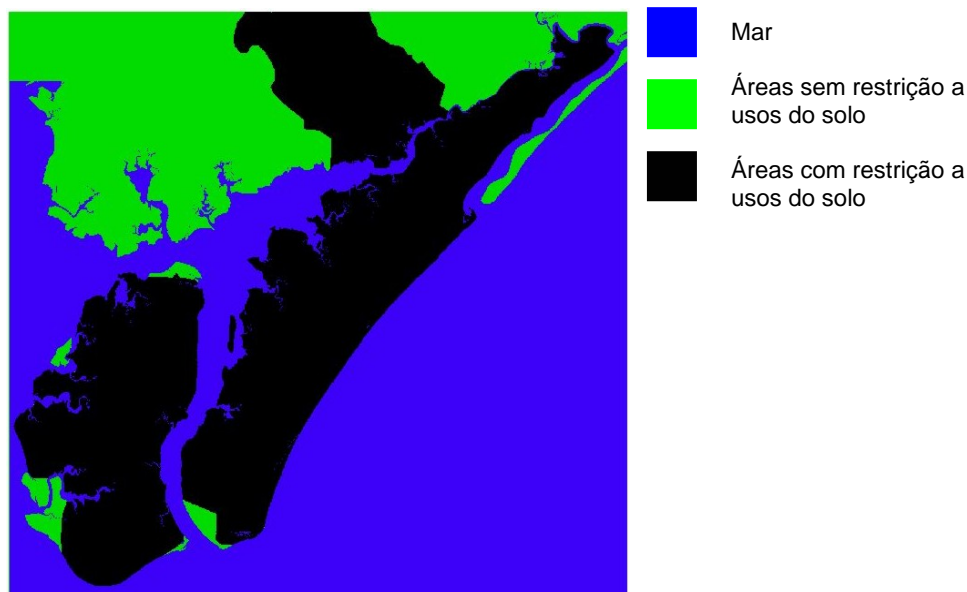 Mar
Áreas sem restrição a
usos do solo
Áreas com restrição a
usos do solo